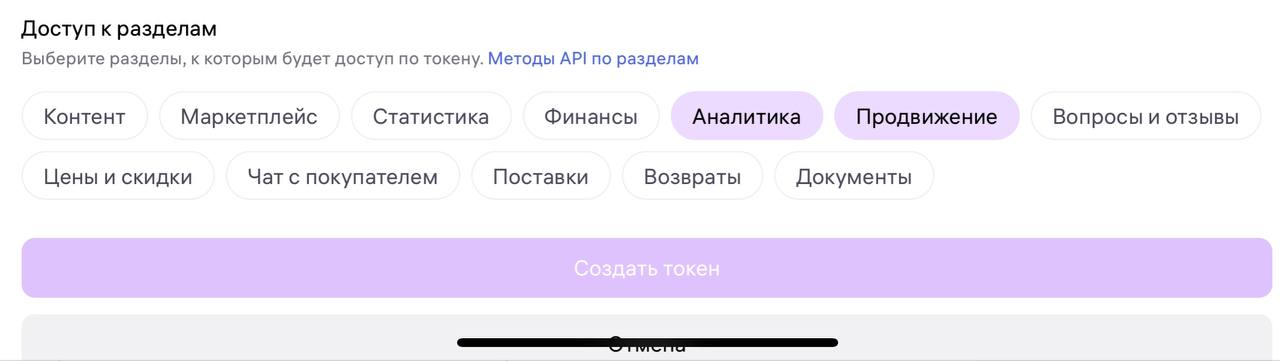 Доступ к разделам
Выберите разделы, к которым будет доступ по токену. Методы API по разделам
Контент Маркетплейс Статистика Финансы Аналитика Продвижение Вопросы и отзывы
Цены и скидки Чат с покупателем Поставки Возвраты Документы
Создать токен
Отмена